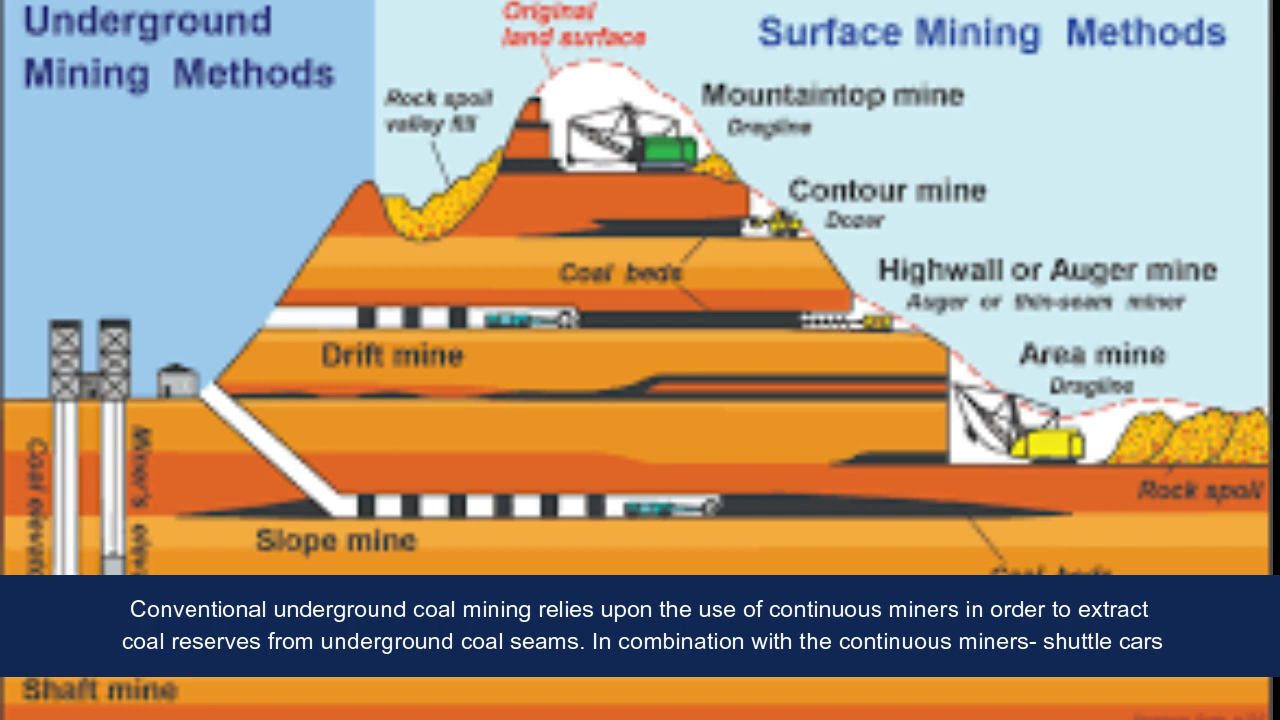 Underground
Mining Methods
Original
land surface
Surface Mining Methods
Rock spoil
valley fill
Mountaintop mine
Dragline
Contour mine
Dozer
Coal beds
Highwall or Auger mine
Auger or thin-seam miner
Drift mine
Area mine
Dragline
Rock spoil
Slope mine
Coal beds
Conventional underground coal mining relies upon the use of continuous miners in order to extract
coal reserves from underground coal seams. In combination with the continuous miners- shuttle cars
Shaft mine